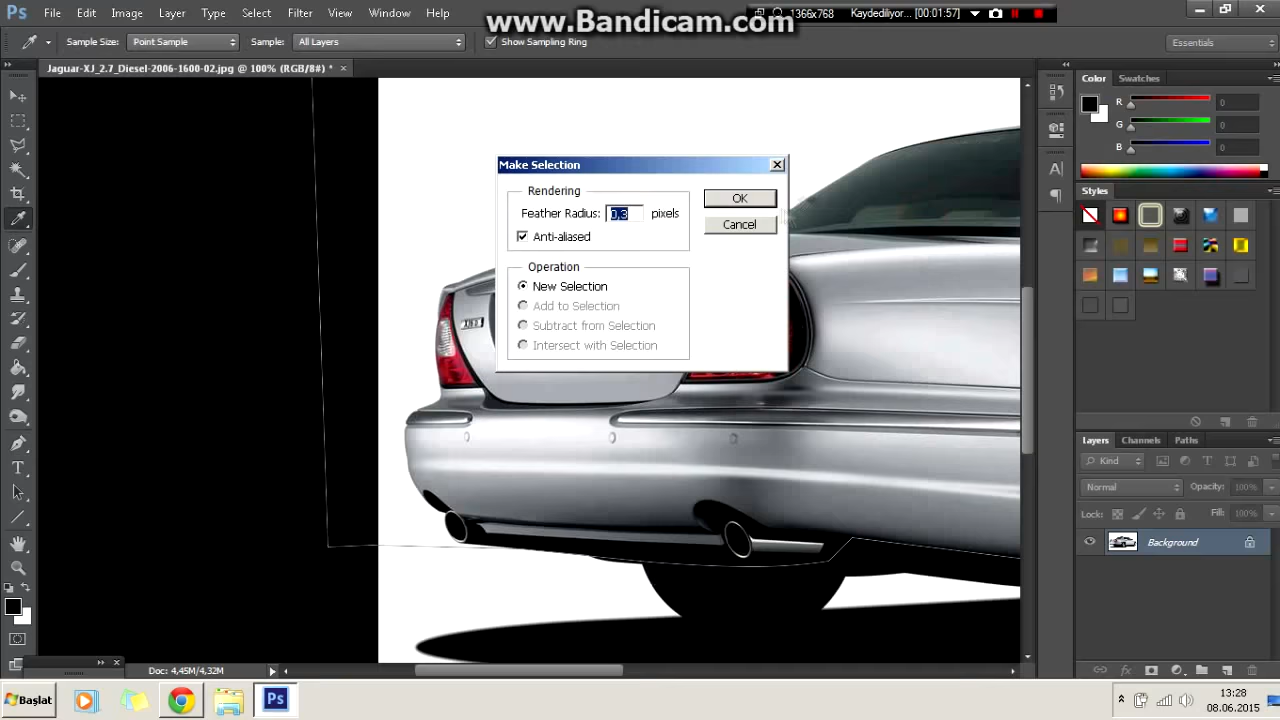 www.Bandicam.com
1366x768 Kaydediliyor... [00:01:57]
Ps File Edit Image Layer Type Select Filter View Window Help
Sample Size: Point Sample Sample: All Layers Show Sampling Ring Essentials
Jaguar-XJ_2.7_Diesel-2006-1600-02.jpg @ 100% (RGB/8#) * ×
Color Swatches
R 0
G 0
B 0
Styles
Make Selection
Rendering
Feather Radius: 0,3 pixels
Anti-aliased
OK
Cancel
Operation
New Selection
Add to Selection
Subtract from Selection
Intersect with Selection
Layers Channels Paths
Kind
Normal Opacity: 100%
Lock: Fill: 100%
Background
Doc: 4,45M/4,32M
Başlat
Ps
13:28
08.06.2015